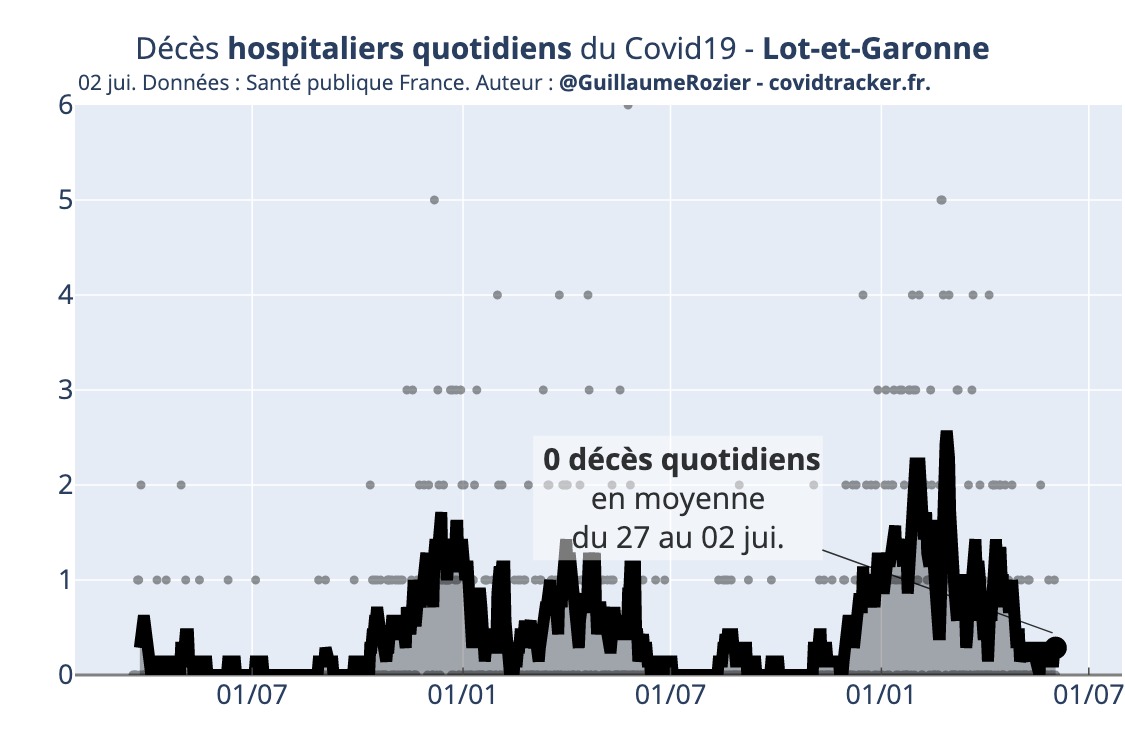 Décès hospitaliers quotidiens du Covid19 - Lot-et-Garonne
02 jui. Données : Santé publique France. Auteur : @GuillaumeRozier - covidtracker.fr.
6
5
4
3
2
1
0
0 décès quotidiens
en moyenne
du 27 au 02 jui.
01/07 01/01 01/07 01/01 01/07